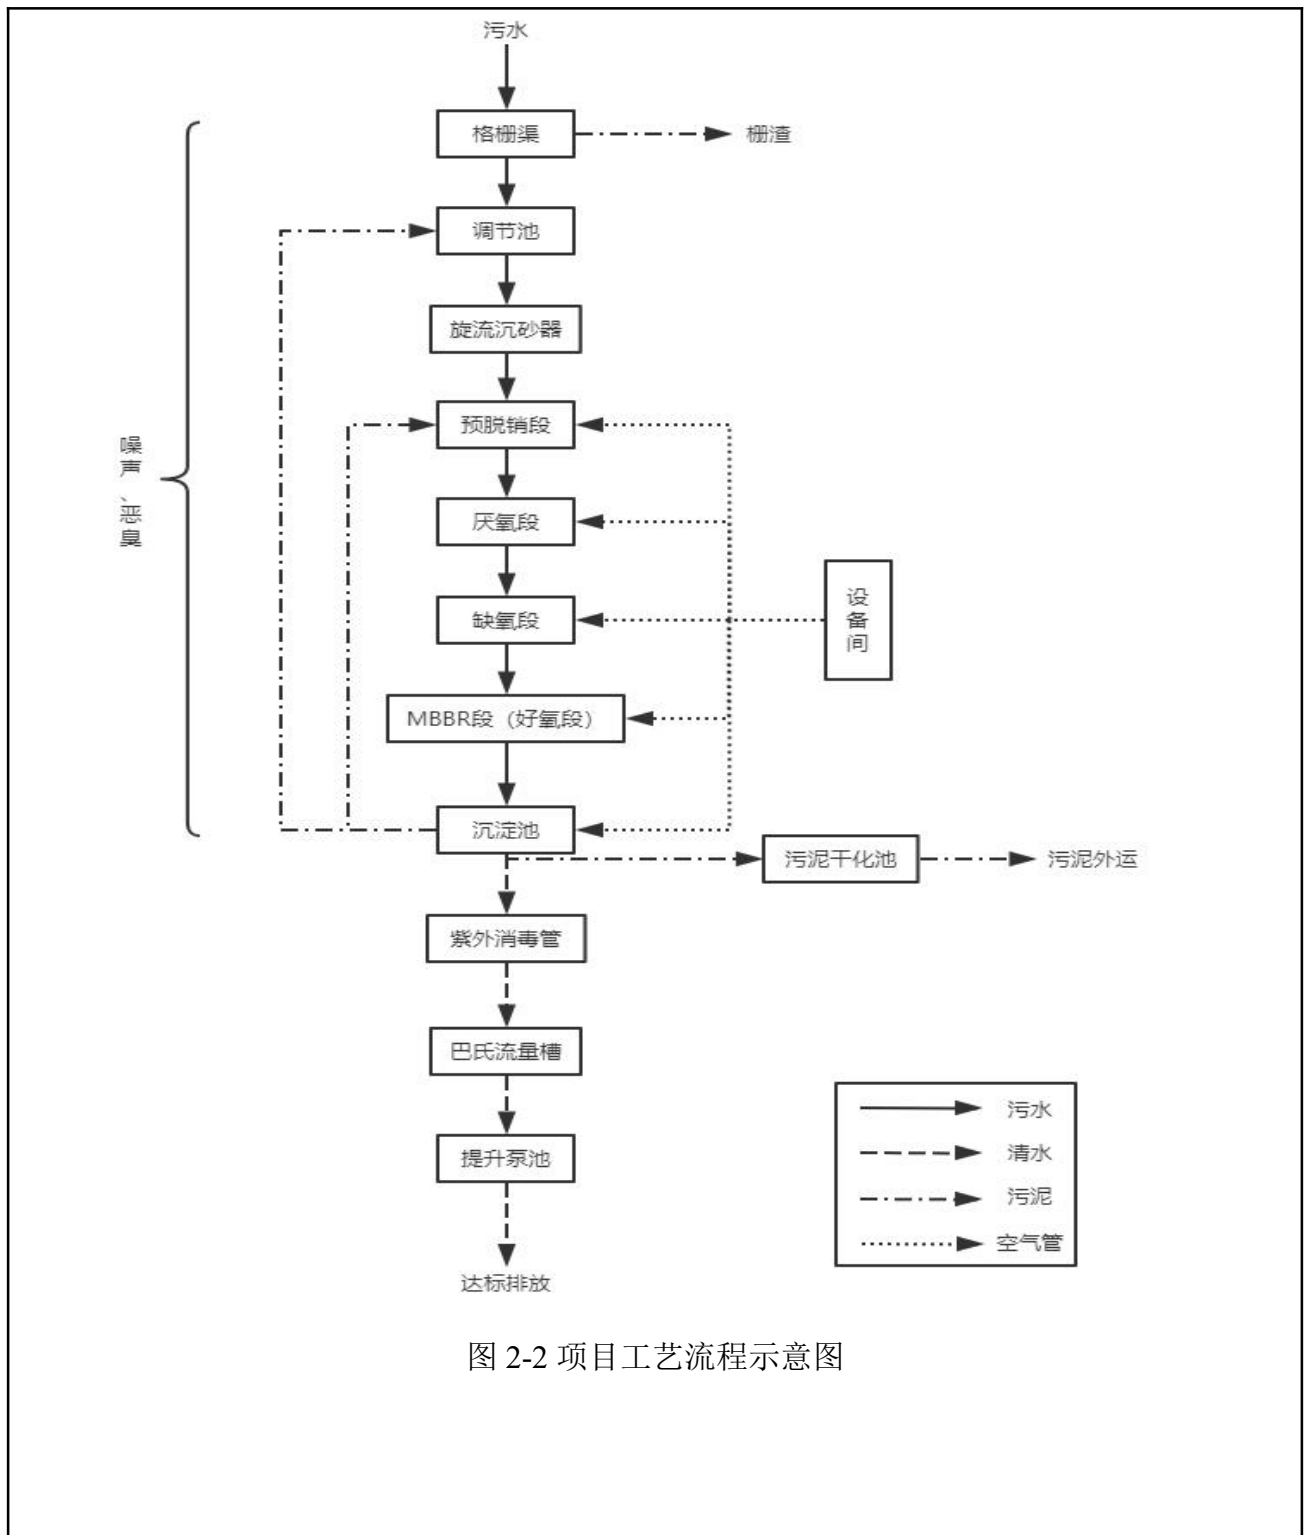 污水
格栅渠
栅渣
调节池
旋流沉砂器
预脱销段
噪声、恶臭
厌氧段
设备间
缺氧段
MBBR段（好氧段）
沉淀池
污泥干化池
污泥外运
紫外消毒管
巴氏流量槽
污水
清水
提升泵池
污泥
空气管
达标排放
图 2-2 项目工艺流程示意图